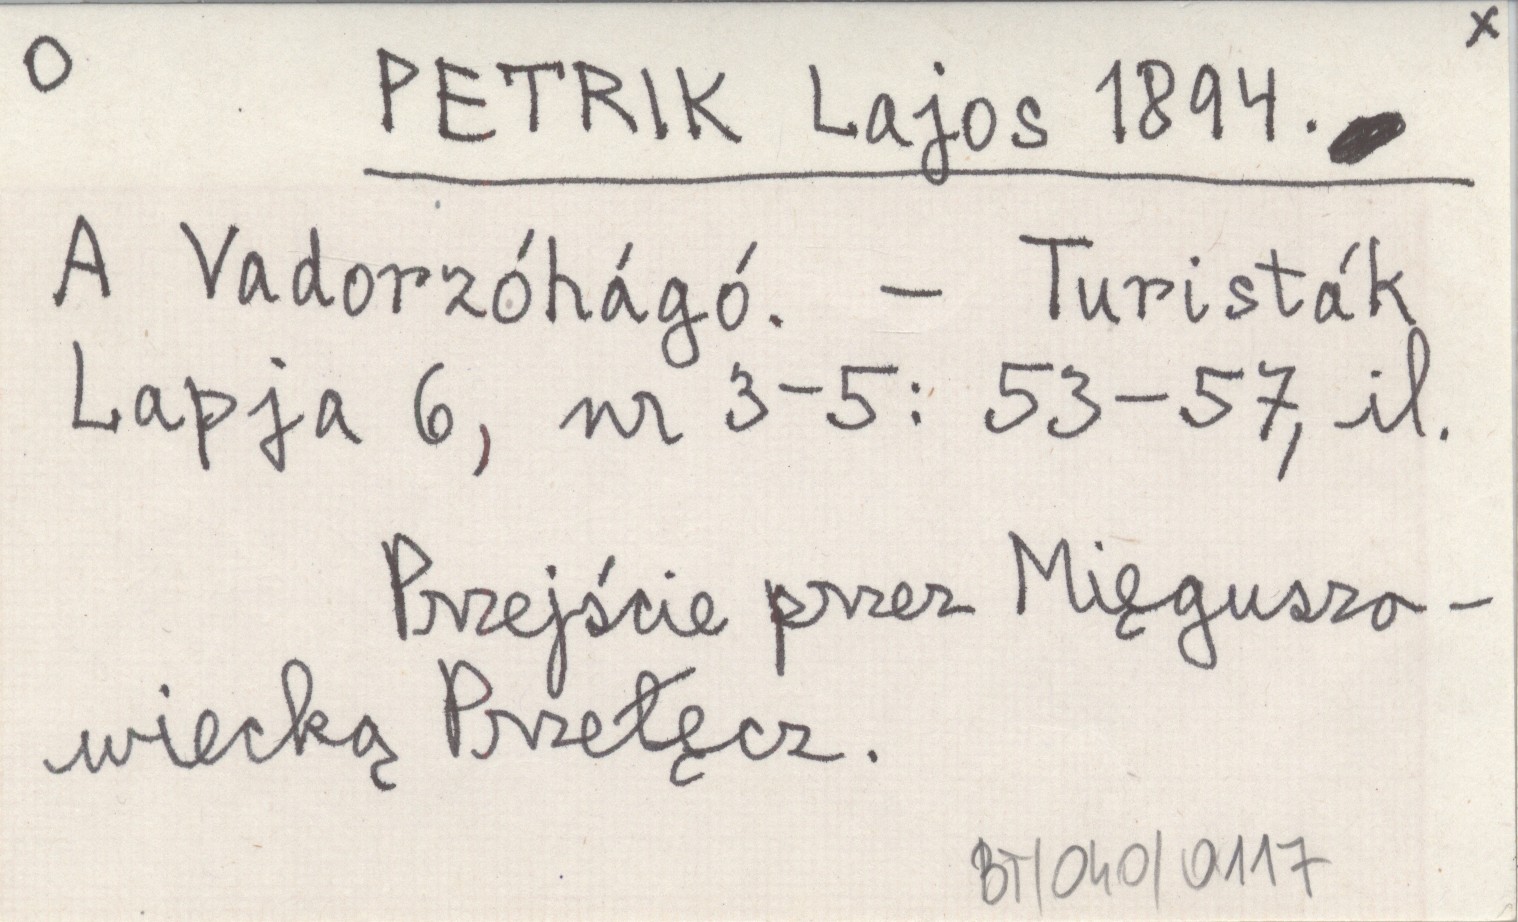 O x
PETRIK Lajos 1894.
A Vadorzóhágó. – Turisták
Lapja 6, nr 3–5: 53–57, il.
Przejście przez Mięguszo-
wiecką Przełęcz.
BT/040/0117